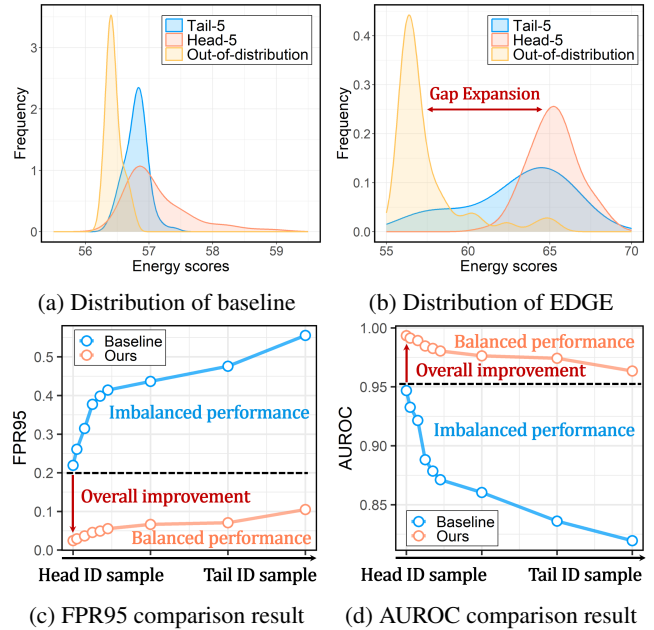 Tail-5
Head-5
Out-of-distribution
Frequency
3
2
1
0
56
57
58
59
Energy scores
(a) Distribution of baseline
Tail-5
Head-5
Out-of-distribution
Gap Expansion
Frequency
0.4
0.3
0.2
0.1
0.0
55
60
65
70
Energy scores
(b) Distribution of EDGE
Baseline
Ours
Imbalanced performance
Overall improvement
Balanced performance
FPR95
0.5
0.4
0.3
0.2
0.1
0.0
Head ID sample
Tail ID sample
(c) FPR95 comparison result
Balanced performance
Overall improvement
Imbalanced performance
Baseline
Ours
AUROC
1.00
0.95
0.90
0.85
Head ID sample
Tail ID sample
(d) AUROC comparison result